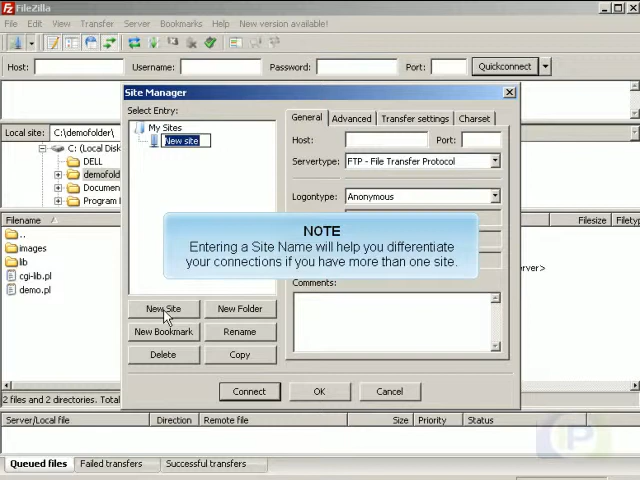 FileZilla
File Edit View Transfer Server Bookmarks Help New version available!
Host: Username: Password: Port: Quickconnect
Site Manager
Select Entry:
My Sites
New site
General Advanced Transfer settings Charset
Host: Port:
Servertype: FTP - File Transfer Protocol
Logontype: Anonymous
Local site: C:\demofolder\
C: (Local Disk
DELL
demofold
Documen
Program I
Filename
..
images
lib
cgi-lib.pl
demo.pl
Filesize Filetyp
erver>
NOTE
Entering a Site Name will help you differentiate
your connections if you have more than one site.
Comments:
New Site New Folder
New Bookmark Rename
Delete Copy
Connect OK Cancel
2 files and 2 directories. Total
Server/Local file Direction Remote file Size Priority Status
Queued files Failed transfers Successful transfers